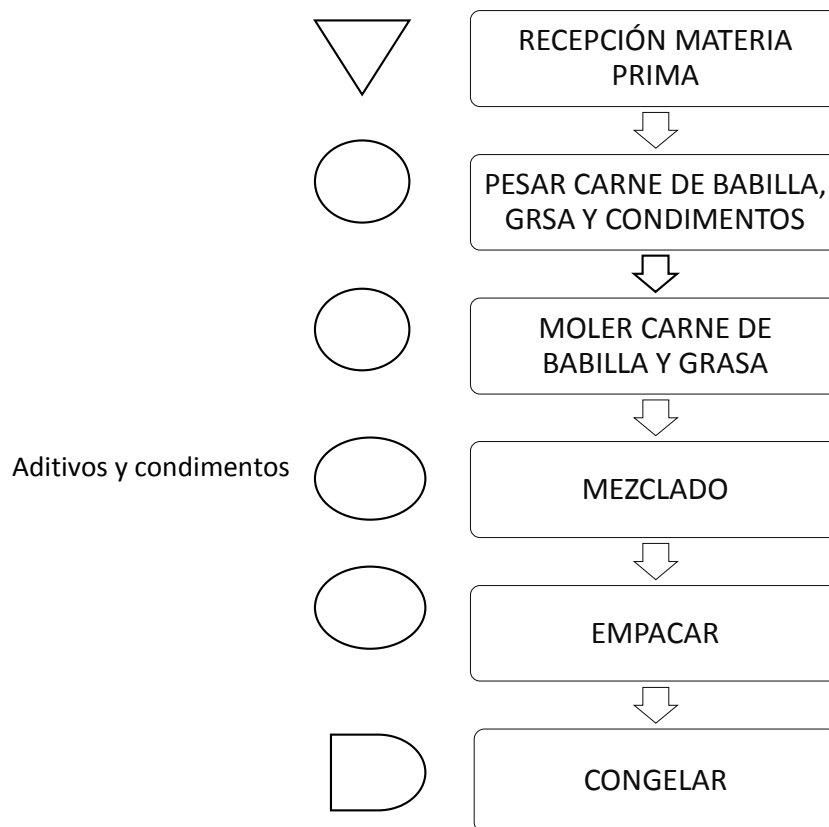 RECEPCIÓN MATERIA
PRIMA
PESAR CARNE DE BABILLA,
GRSA Y CONDIMENTOS
MOLER CARNE DE
BABILLA Y GRASA
Aditivos y condimentos
MEZCLADO
EMPACAR
CONGELAR